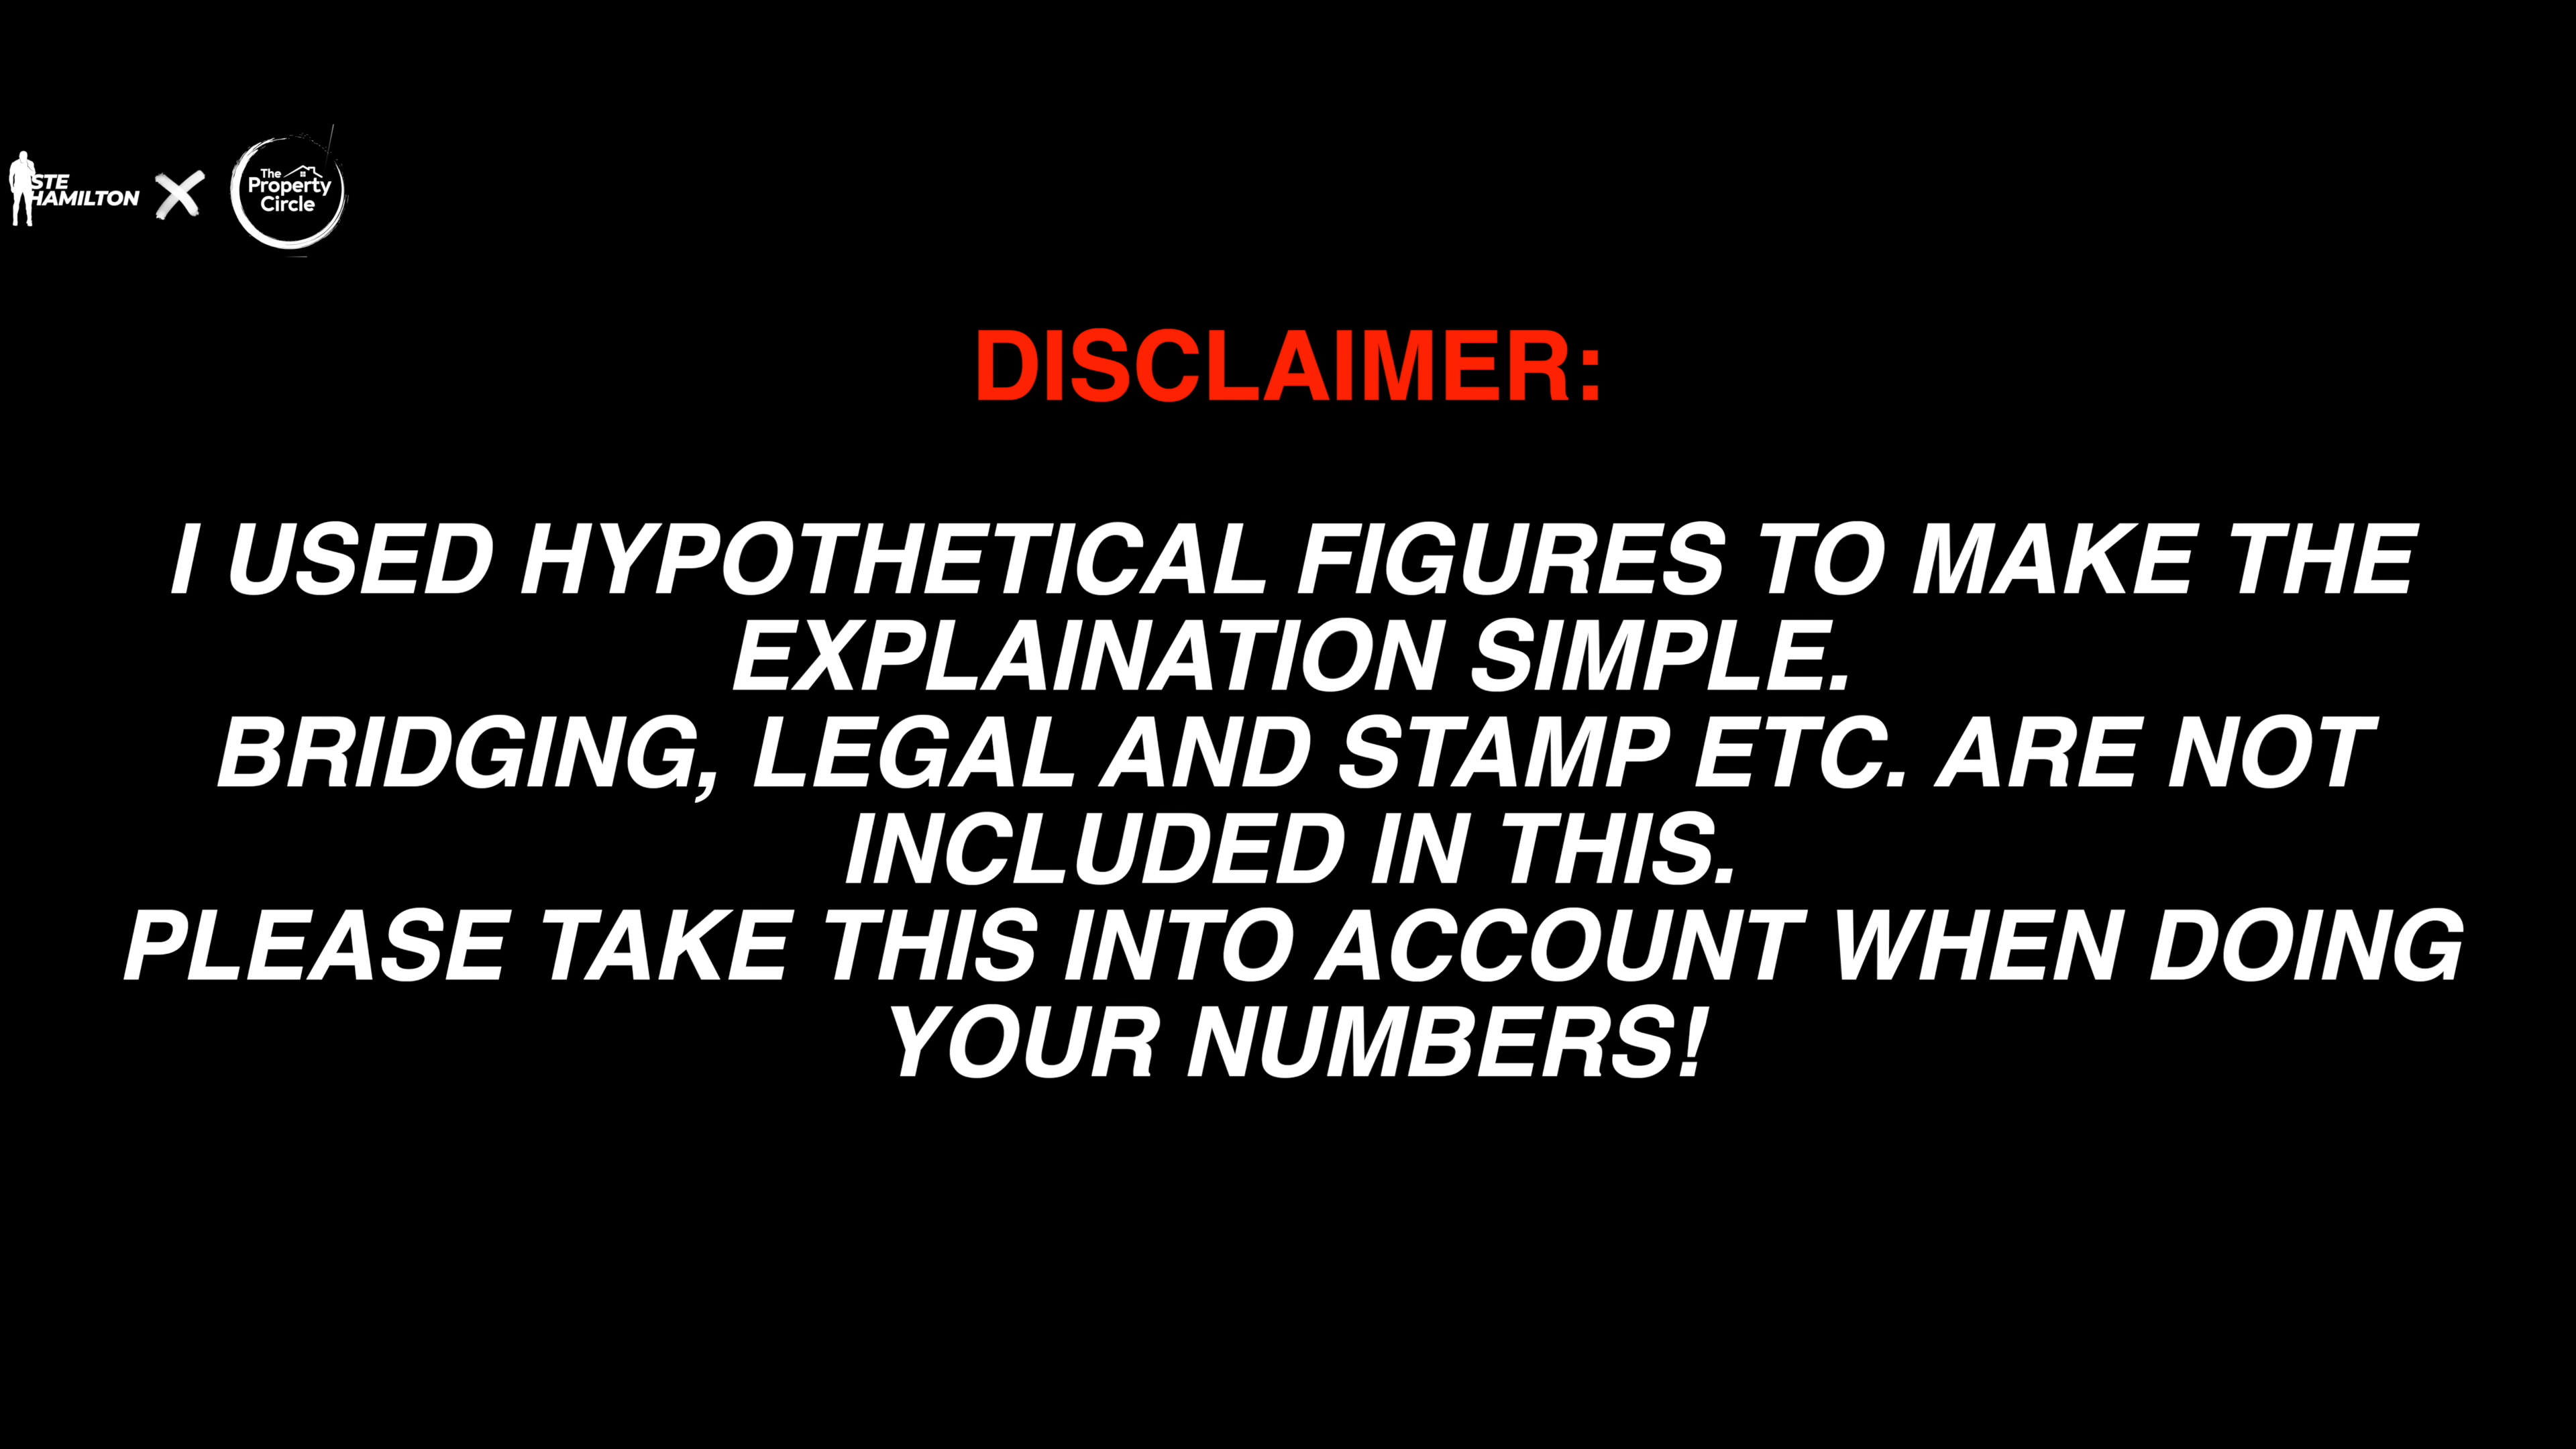 STE
HAMILTON
The
Property
Circle
DISCLAIMER:
I USED HYPOTHETICAL FIGURES TO MAKE THE
EXPLAINATION SIMPLE.
BRIDGING, LEGAL AND STAMP ETC. ARE NOT
INCLUDED IN THIS.
PLEASE TAKE THIS INTO ACCOUNT WHEN DOING
YOUR NUMBERS!